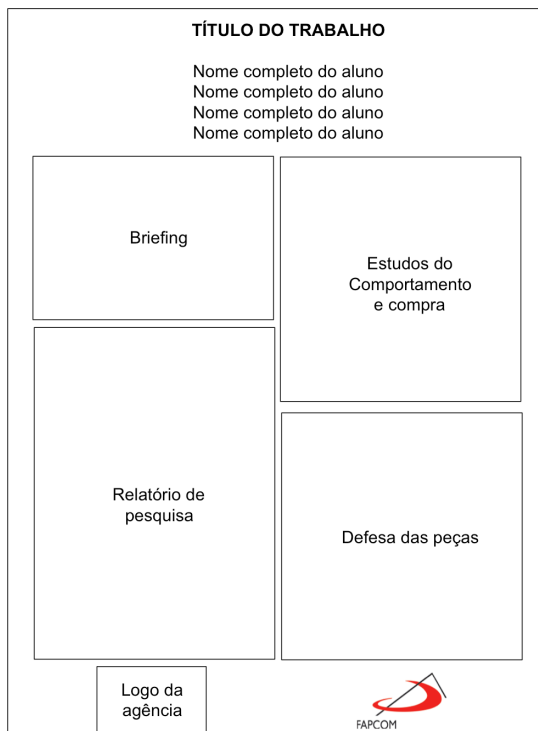 TÍTULO DO TRABALHO
Nome completo do aluno
Nome completo do aluno
Nome completo do aluno
Nome completo do aluno
Briefing
Estudos do
Comportamento
e compra
Relatório de
pesquisa
Defesa das peças
Logo da
agência
FAPCOM